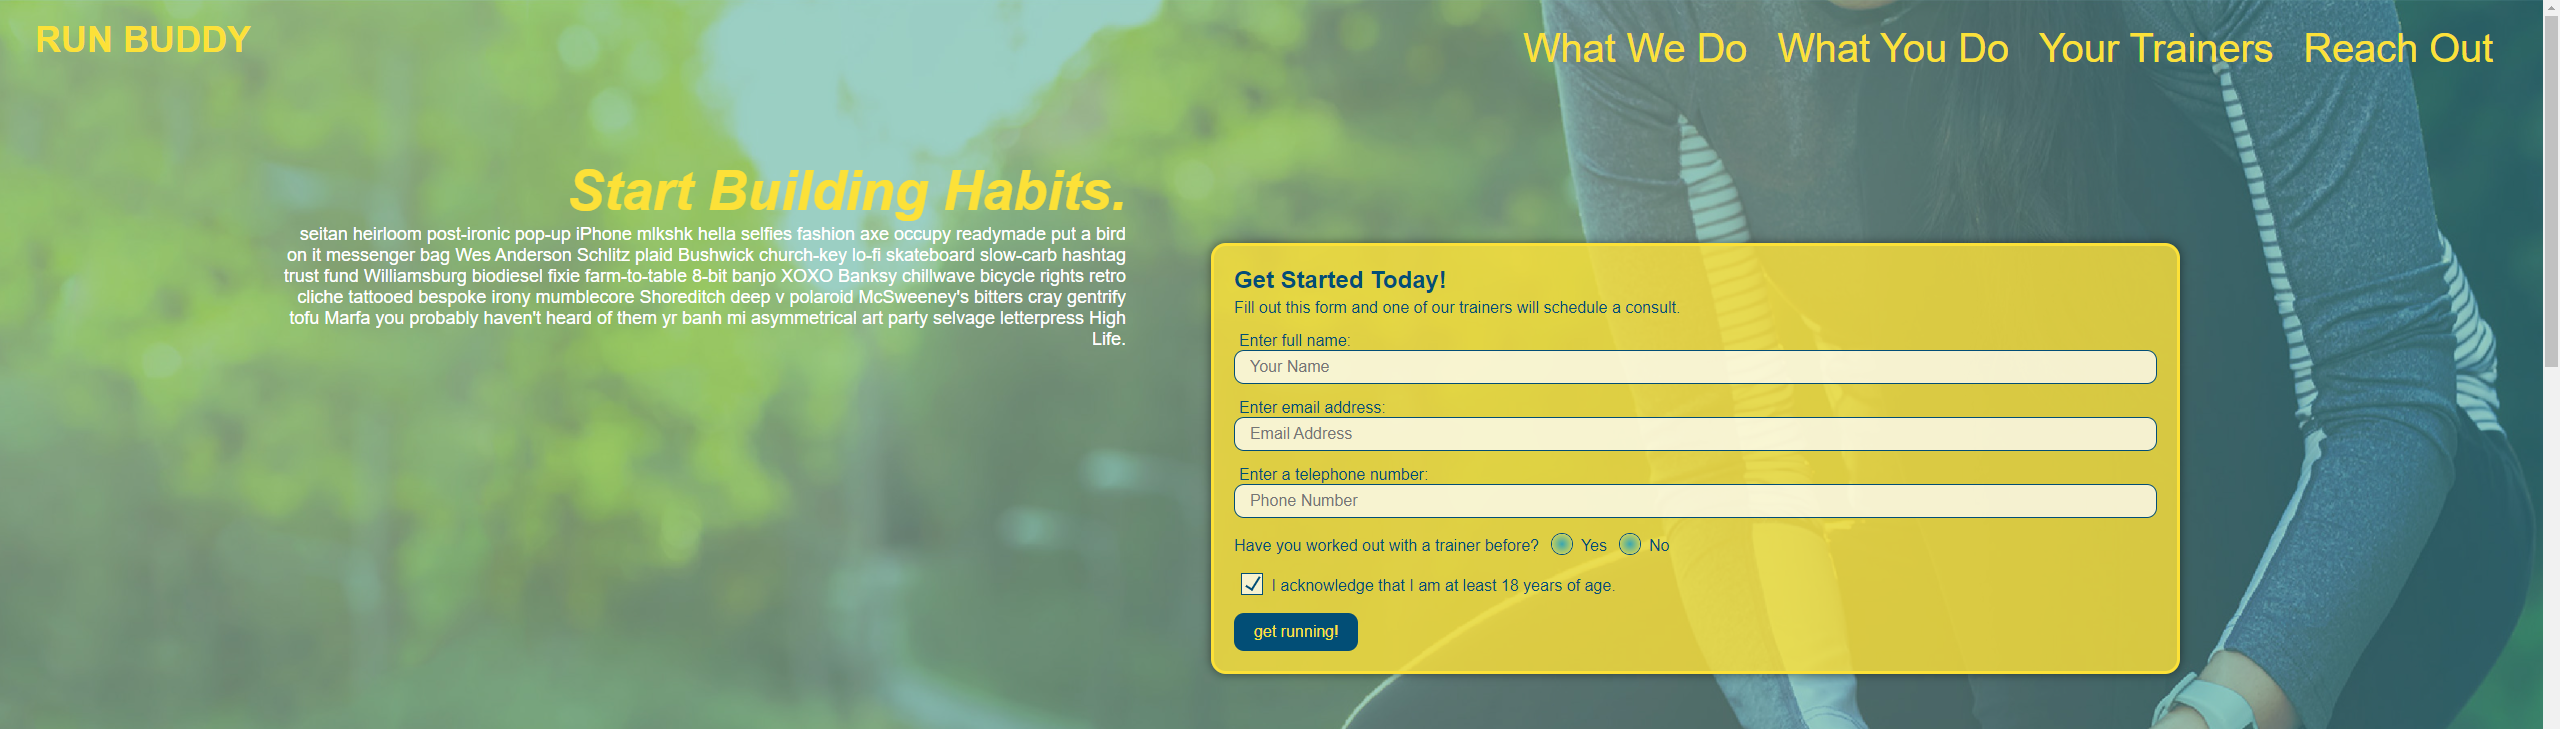 RUN BUDDY
What We Do What You Do Your Trainers Reach Out
Start Building Habits.
seitan heirloom post-ironic pop-up iPhone mlkshk hella selfies fashion axe occupy readymade put a bird
on it messenger bag Wes Anderson Schlitz plaid Bushwick church-key lo-fi skateboard slow-carb hashtag
trust fund Williamsburg biodiesel fixie farm-to-table 8-bit banjo XOXO Banksy chillwave bicycle rights retro
cliche tattooed bespoke irony mumblecore Shoreditch deep v polaroid McSweeney's bitters cray gentrify
tofu Marfa you probably haven't heard of them yr banh mi asymmetrical art party selvage letterpress High
Life.
Get Started Today!
Fill out this form and one of our trainers will schedule a consult.
Enter full name:
Your Name
Enter email address:
Email Address
Enter a telephone number:
Phone Number
Have you worked out with a trainer before? Yes No
I acknowledge that I am at least 18 years of age.
get running!